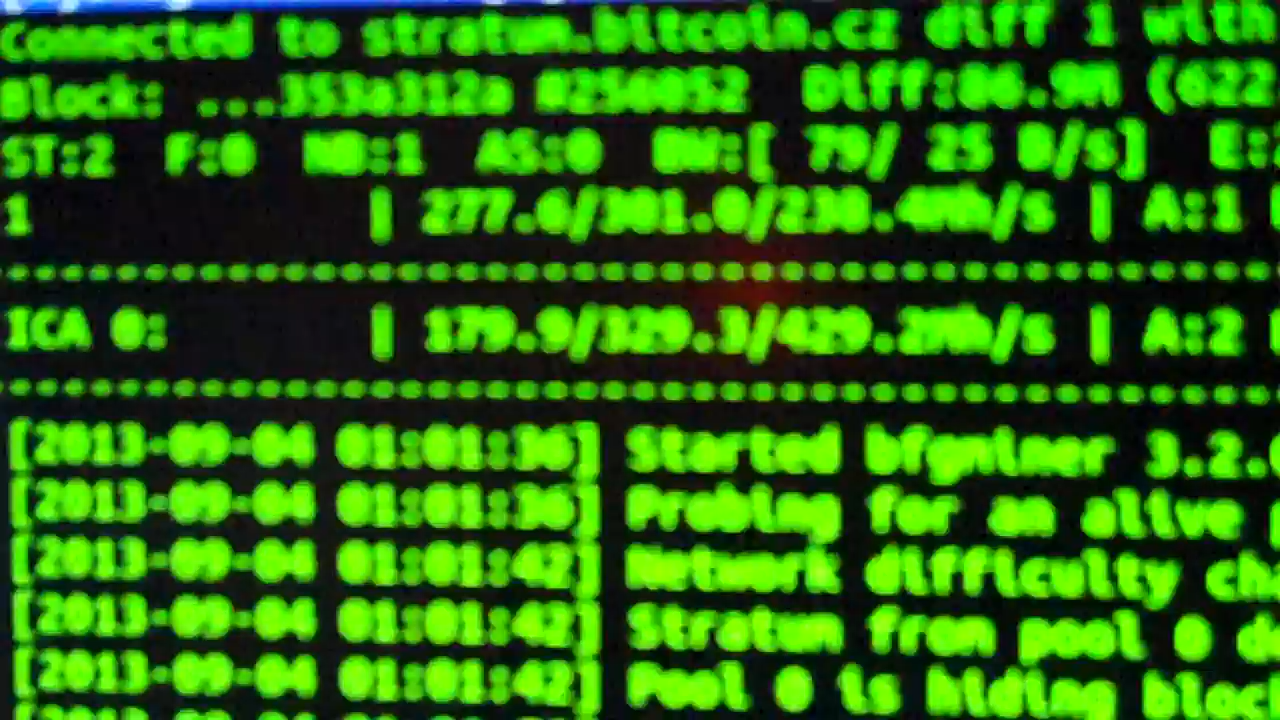 Connected to stratum.bitcoin.cz diff 1 with
Block: ...353a312a #256052 Diff:86.9M (622
ST:2 F:0 NB:1 AS:0 BW:[ 79/ 25 B/s] E:
1 | 277.6/301.0/238.4Mh/s | A:1
ICA 0: | 179.9/329.3/429.2Mh/s | A:2
[2013-09-04 01:01:36] Started bfgminer 3.2.
[2013-09-04 01:01:36] Probing for an alive
[2013-09-04 01:01:42] Network difficulty cha
[2013-09-04 01:01:42] Stratum from pool 0 de
[2013-09-04 01:01:42] Pool 0 is hiding block